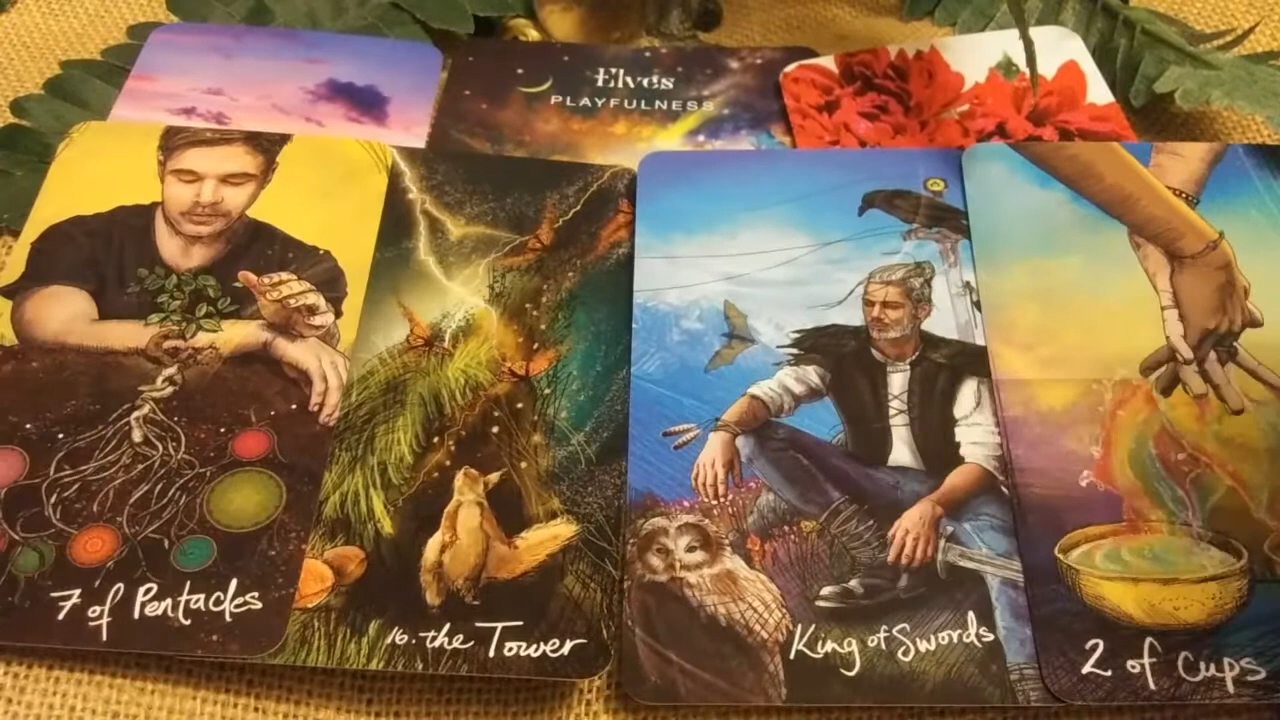 Elves
PLAYFULNESS
7 of Pentacles
16. the Tower
King of Swords
2 of cups